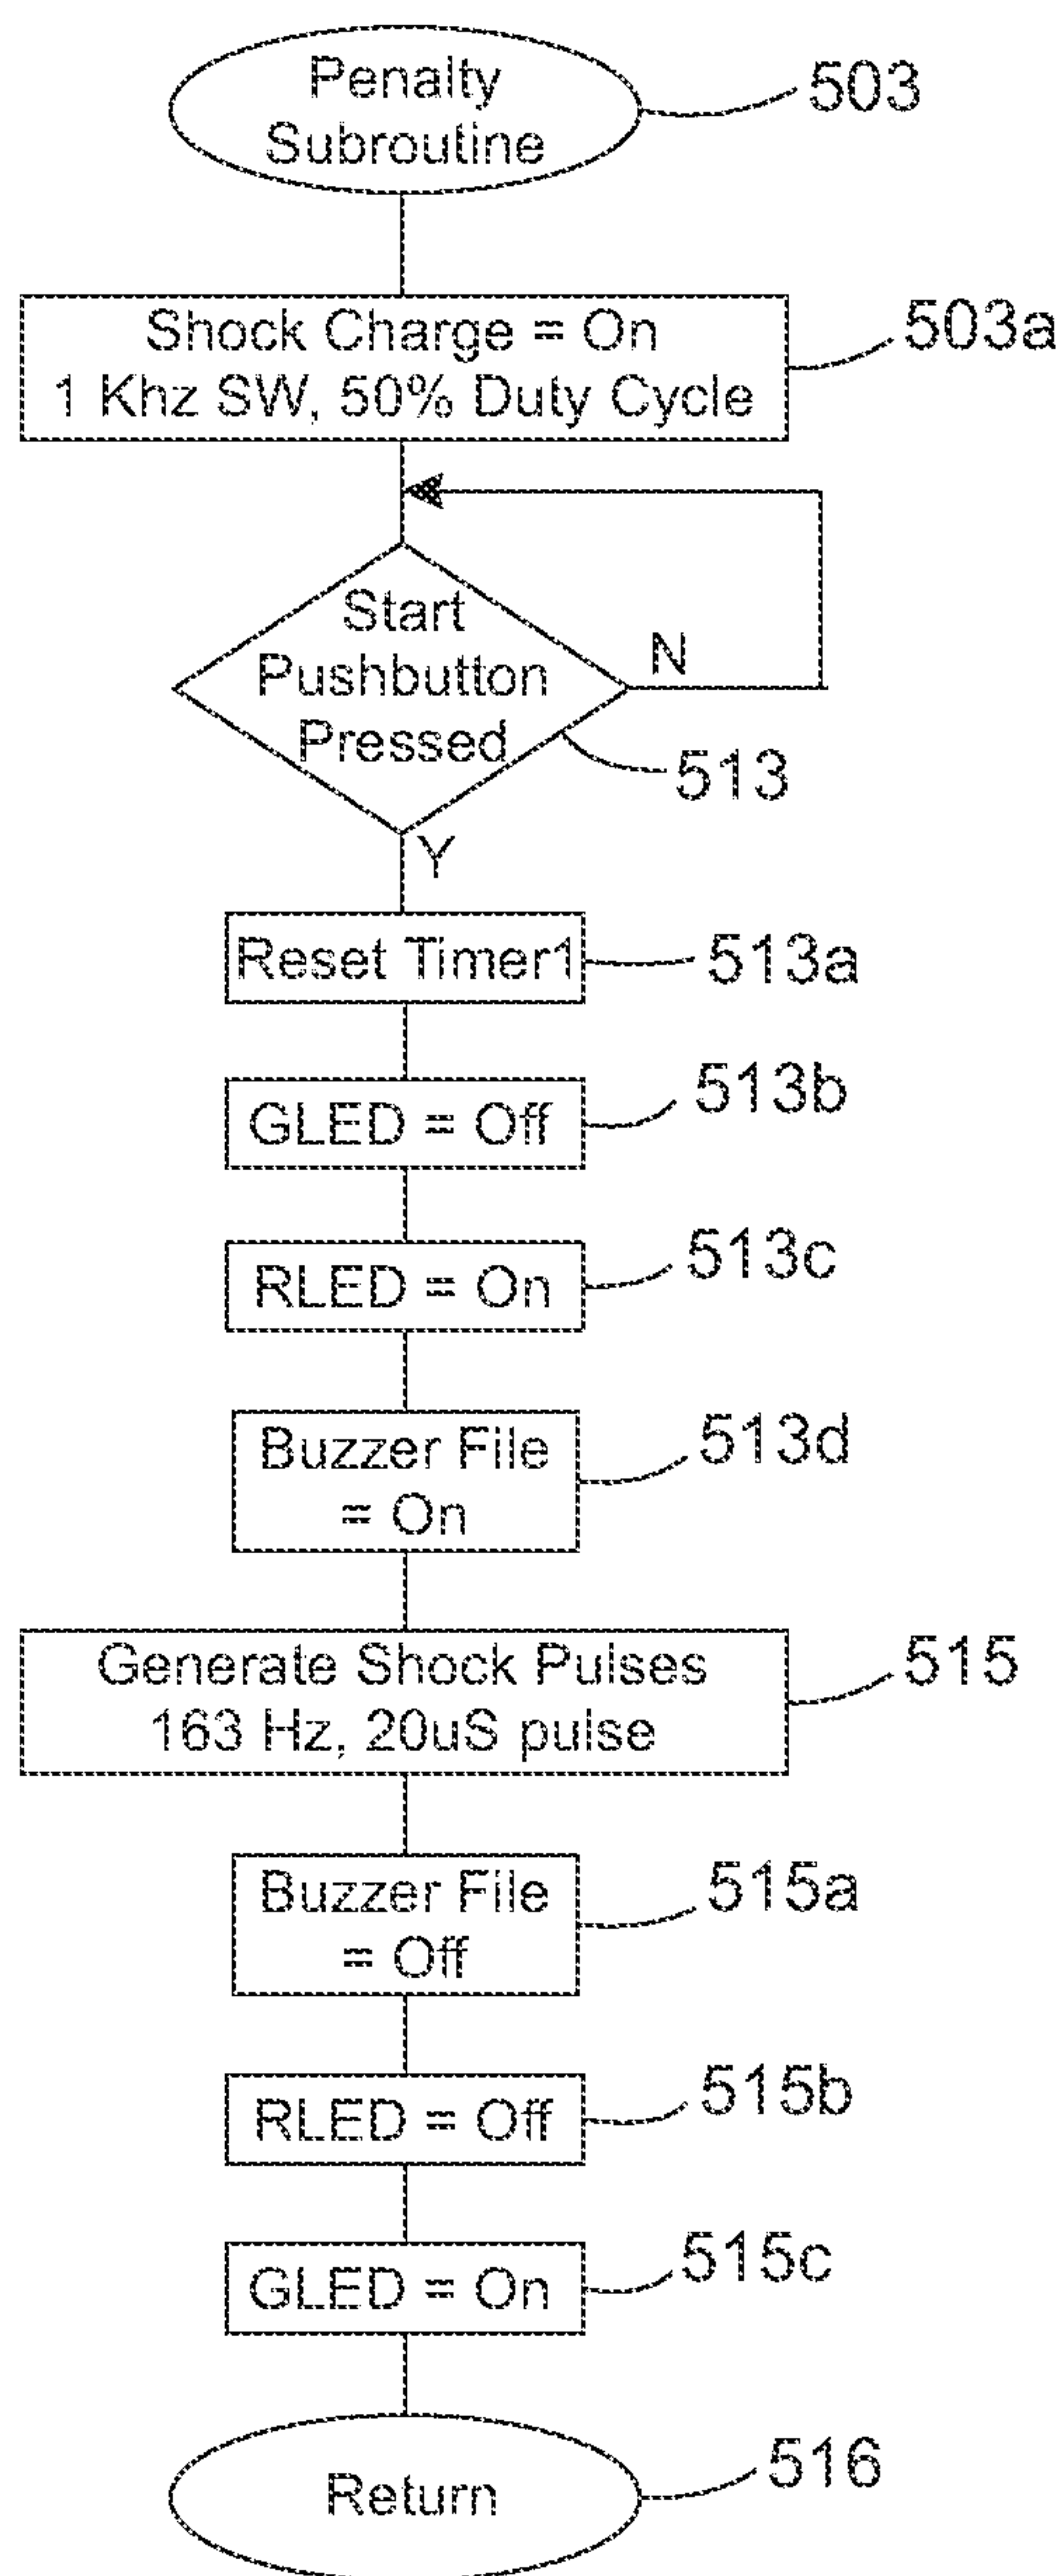 Penalty
Subroutine
503
Shock Charge = On
1 Khz SW, 50% Duty Cycle
503a
Start
Pushbutton
Pressed
N
513
Y
Reset Timer1
513a
GLED = Off
513b
RLED = On
513c
Buzzer File
= On
513d
Generate Shock Pulses
163 Hz, 20uS pulse
515
Buzzer File
= Off
515a
RLED = Off
515b
GLED = On
515c
Return
516